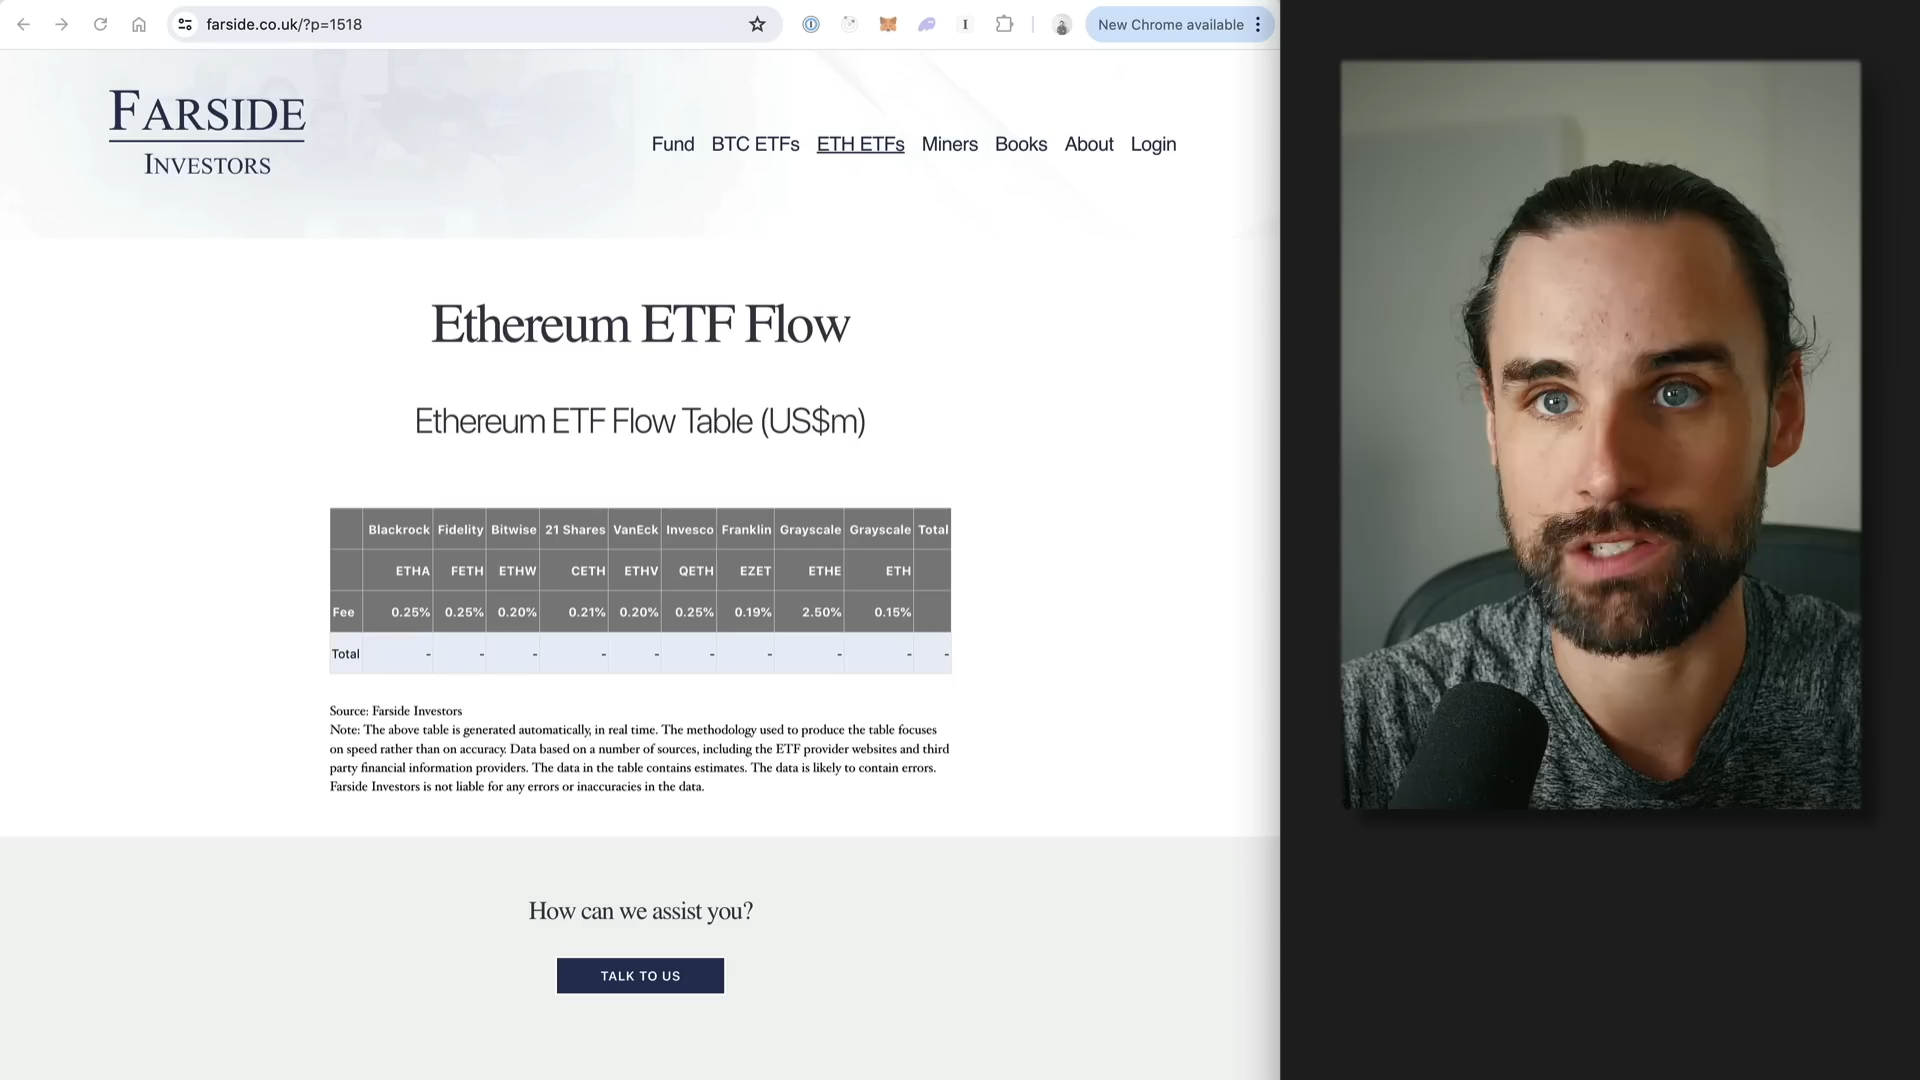 farside.co.uk/?p=1518
New Chrome available
FARSIDE
INVESTORS
Fund BTC ETFs ETH ETFs Miners Books About Login
Ethereum ETF Flow
Ethereum ETF Flow Table (US$m)
Blackrock Fidelity Bitwise 21 Shares VanEck Invesco Franklin Grayscale Grayscale Total
ETHA FETH ETHW CETH ETHV QETH EZET ETHE ETH
Fee 0.25% 0.25% 0.20% 0.21% 0.20% 0.25% 0.19% 2.50% 0.15%
Total - - - - - - - - - -
Source: Farside Investors
Note: The above table is generated automatically, in real time. The methodology used to produce the table focuses
on speed rather than on accuracy. Data based on a number of sources, including the ETF provider websites and third
party financial information providers. The data in the table contains estimates. The data is likely to contain errors.
Farside Investors is not liable for any errors or inaccuracies in the data.
How can we assist you?
TALK TO US